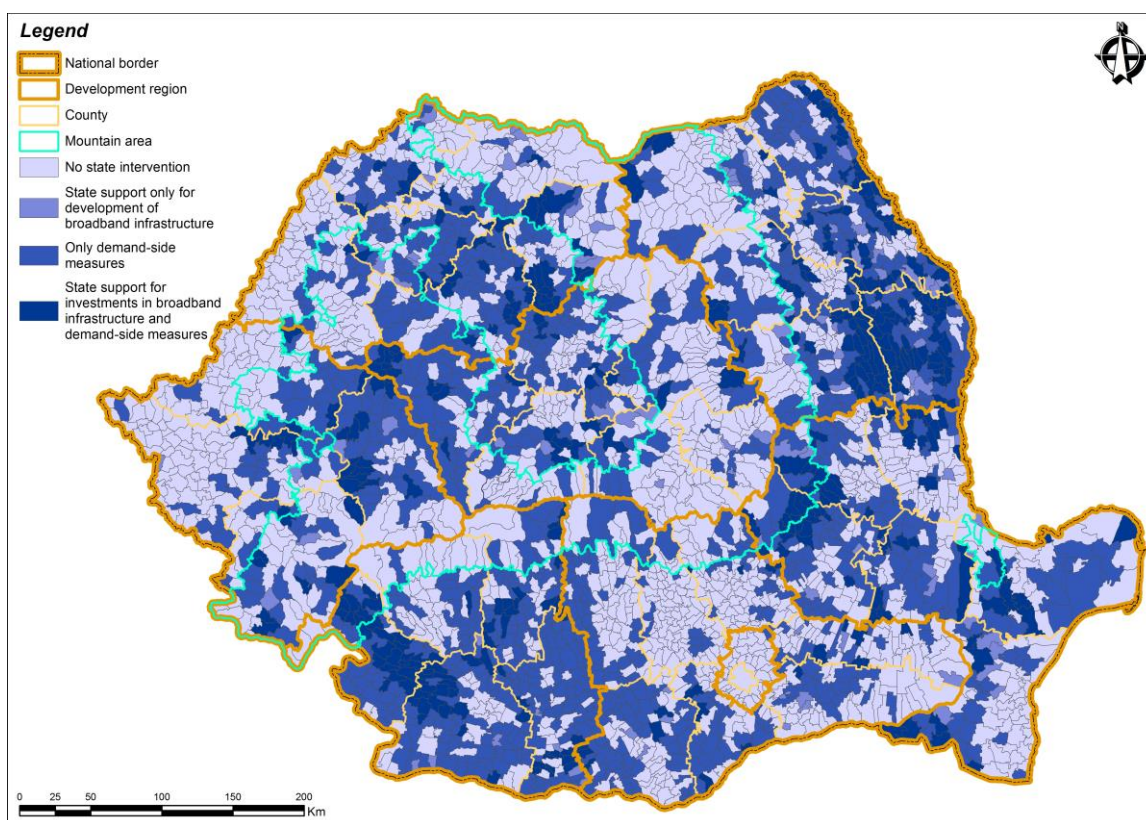 Legend
National border
Development region
County
Mountain area
No state intervention
State support only for
development of
broadband infrastructure
Only demand-side
measures
State support for
investments in broadband
infrastructure and
demand-side measures
N
0 25 50 100 150 200
Km